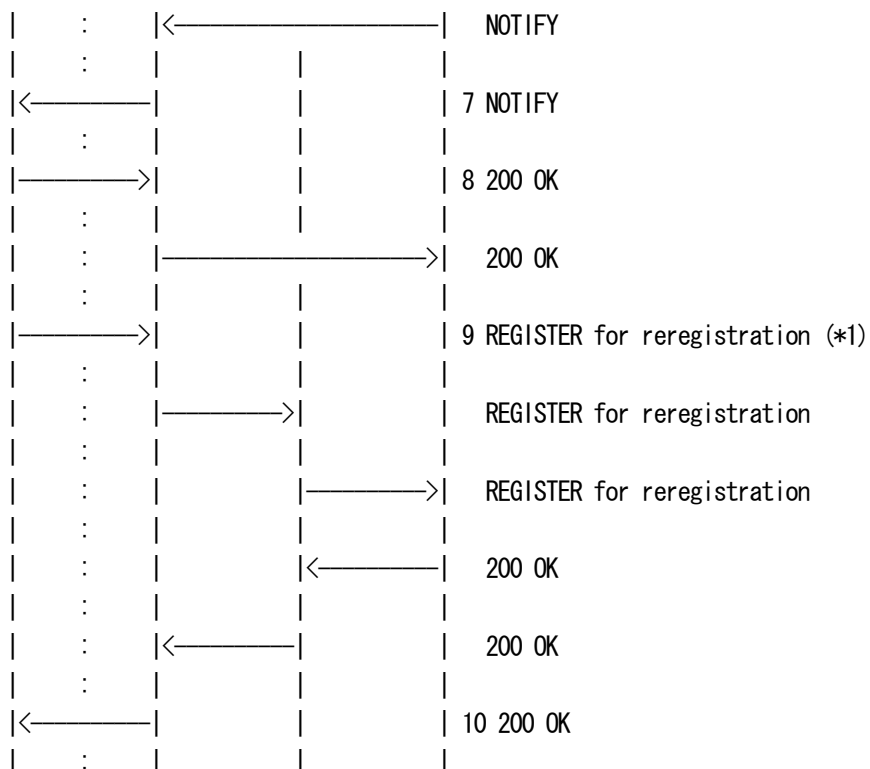 NOTIFY
7 NOTIFY
8 200 OK
200 OK
9 REGISTER for reregistration (*1)
REGISTER for reregistration
REGISTER for reregistration
200 OK
200 OK
10 200 OK